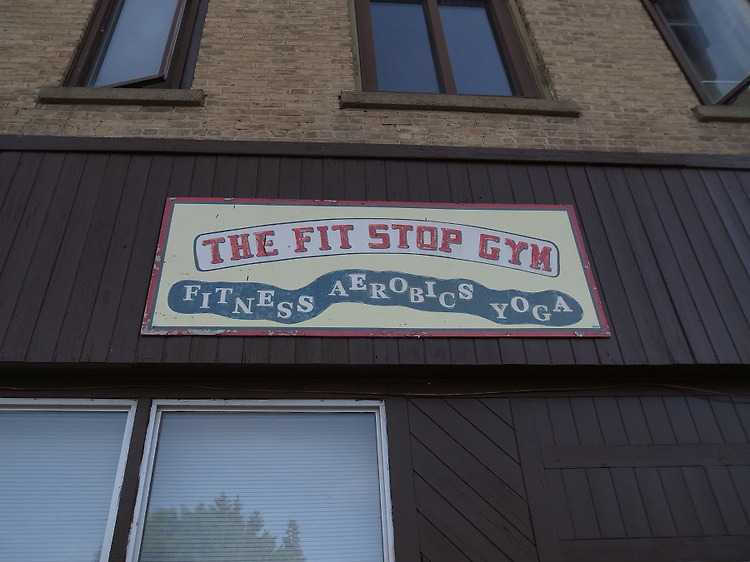 THE FIT STOP GYM
FITNESS AEROBICS YOGA